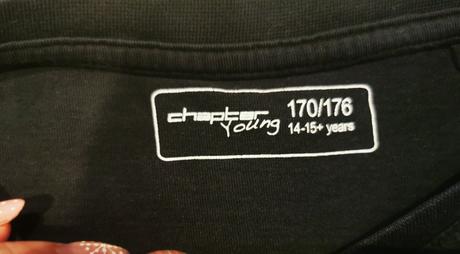 chapter 170/176
Young 14-15+ years